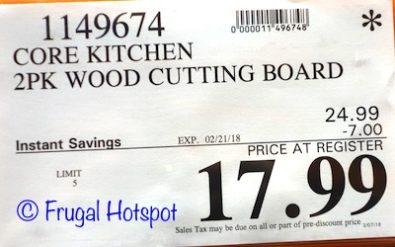 1149674
0000011496748
*
CORE KITCHEN
2PK WOOD CUTTING BOARD
24.99
Instant Savings EXP. 02/21/18 -7.00
PRICE AT REGISTER
LIMIT
5
17.99
© Frugal Hotspot
Sales Tax may be due on all or part of pre-discount price